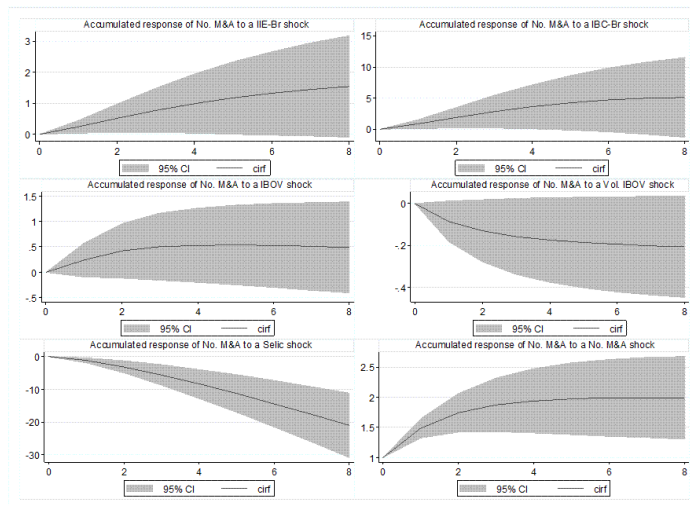 Accumulated response of No. M&A to a IIE-Br shock
3
2
1
0
0 2 4 6 8
95% CI cirf
Accumulated response of No. M&A to a IBC-Br shock
15
10
5
0
0 2 4 6 8
95% CI cirf
Accumulated response of No. M&A to a IBOV shock
1.5
1
.5
0
-.5
0 2 4 6 8
95% CI cirf
Accumulated response of No. M&A to a Vol. IBOV shock
0
-.2
-.4
0 2 4 6 8
95% CI cirf
Accumulated response of No. M&A to a Selic shock
0
-10
-20
-30
0 2 4 6 8
95% CI cirf
Accumulated response of No. M&A to a No. M&A shock
2.5
2
1.5
1
0 2 4 6 8
95% CI cirf